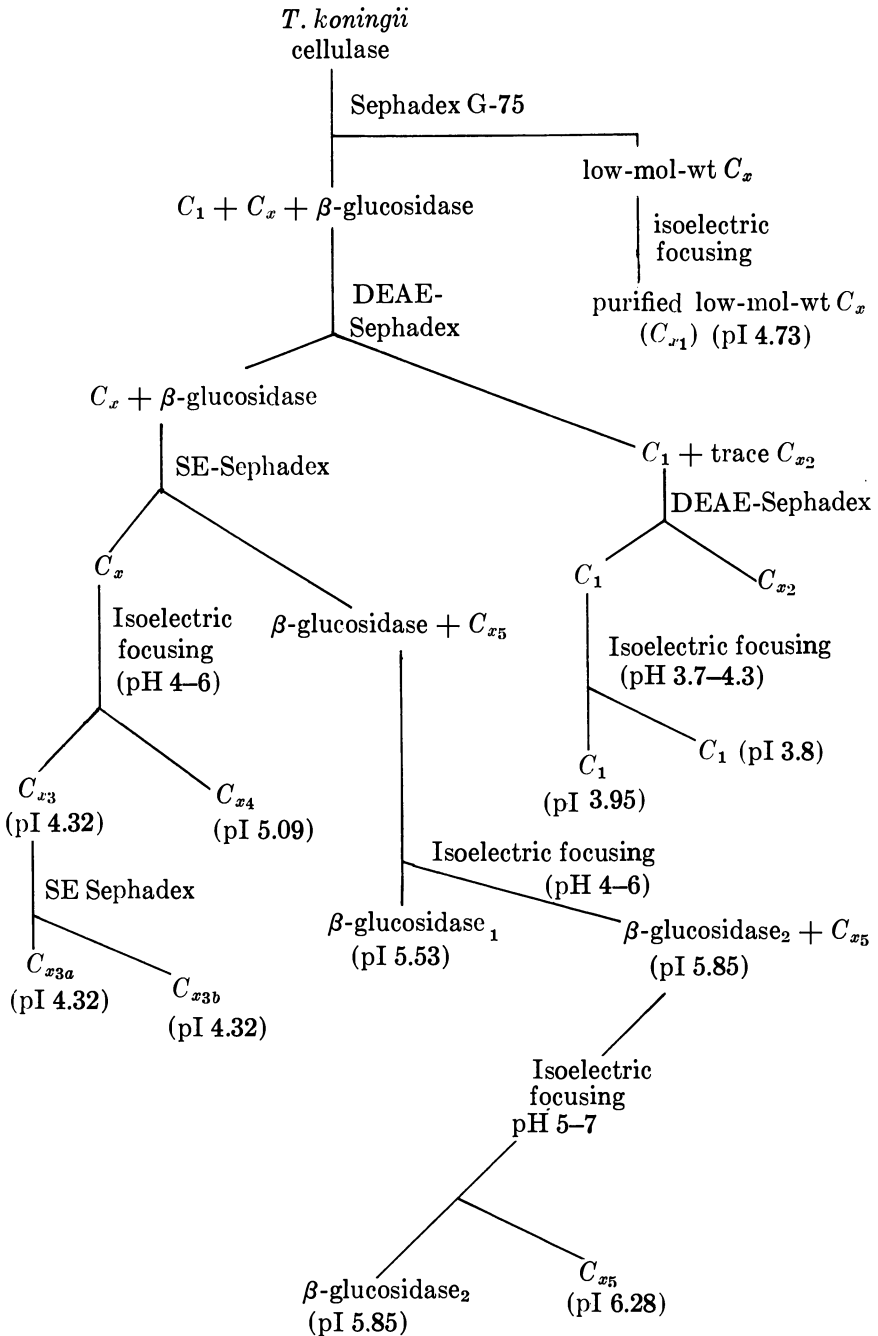 T. koningii
cellulase
Sephadex G-75
low-mol-wt Cₓ
C₁ + Cₓ + β-glucosidase
isoelectric
focusing
DEAE-
Sephadex
purified low-mol-wt Cₓ
(Cₓ₁) (pI 4.73)
Cₓ + β-glucosidase
C₁ + trace Cₓ₂
SE-Sephadex
DEAE-Sephadex
Cₓ
C₁
Cₓ₂
Isoelectric
focusing
(pH 4–6)
β-glucosidase + Cₓ₅
Isoelectric focusing
(pH 3.7–4.3)
C₁ (pI 3.8)
C₁
(pI 3.95)
Cₓ₃
(pI 4.32)
Cₓ₄
(pI 5.09)
Isoelectric focusing
(pH 4–6)
SE Sephadex
β-glucosidase ₁
(pI 5.53)
β-glucosidase₂ + Cₓ₅
(pI 5.85)
Cₓ₃ₐ
(pI 4.32)
Cₓ₃b
(pI 4.32)
Isoelectric
focusing
pH 5–7
β-glucosidase₂
(pI 5.85)
Cₓ₅
(pI 6.28)